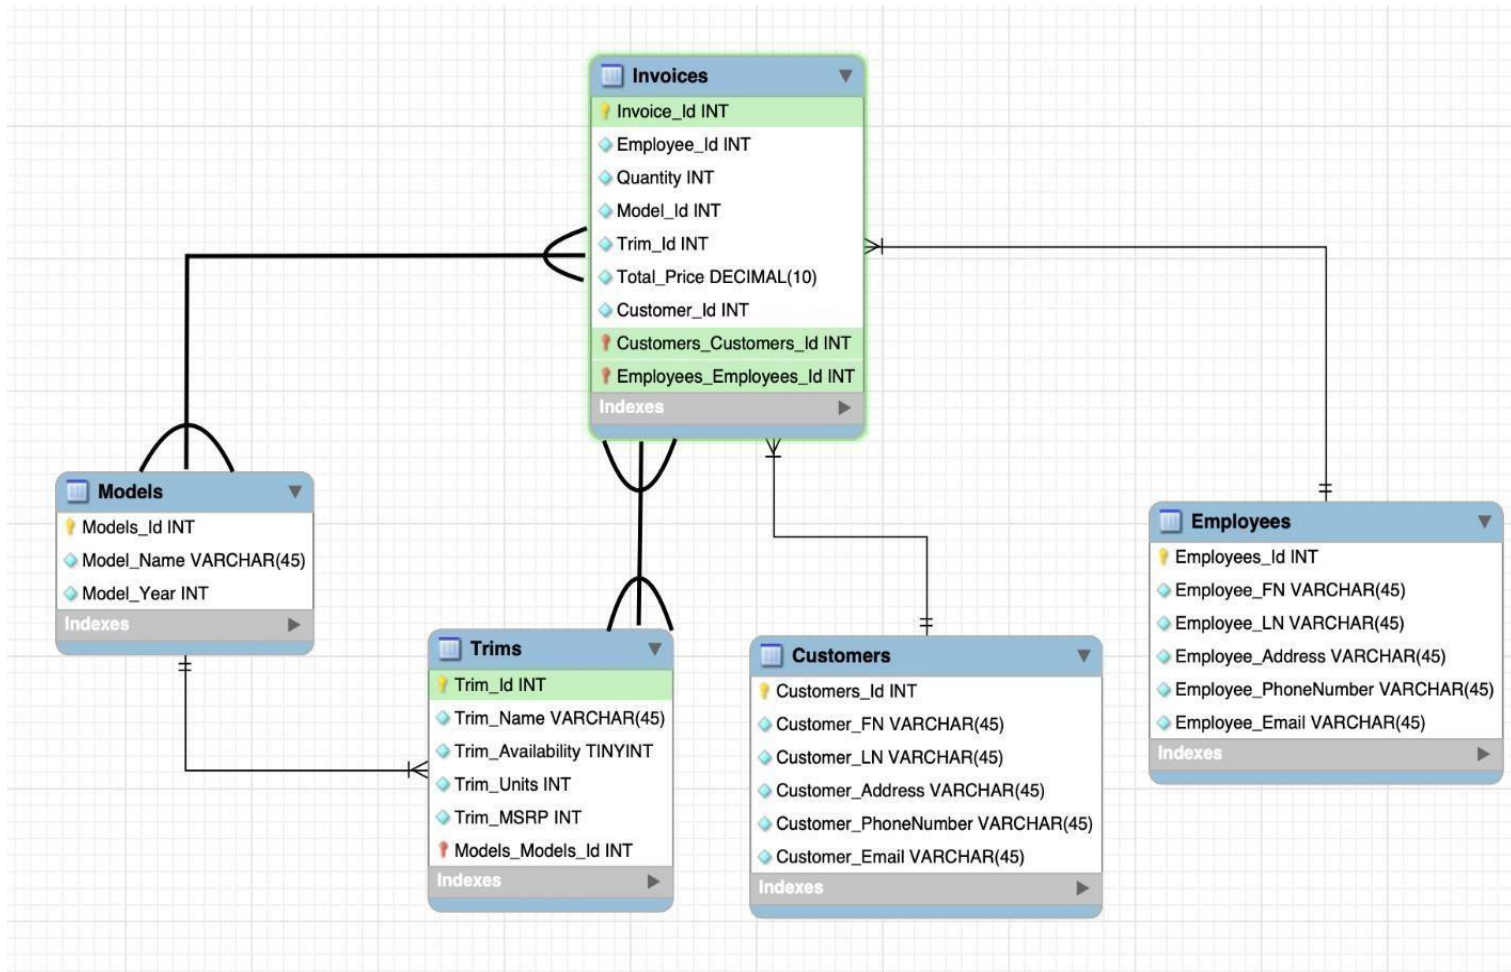 Invoices
Invoice_Id INT
Employee_Id INT
Quantity INT
Model_Id INT
Trim_Id INT
Total_Price DECIMAL(10)
Customer_Id INT
Customers_Customers_Id INT
Employees_Employees_Id INT
Indexes
Models
Models_Id INT
Model_Name VARCHAR(45)
Model_Year INT
Indexes
Trims
Trim_Id INT
Trim_Name VARCHAR(45)
Trim_Availability TINYINT
Trim_Units INT
Trim_MSRP INT
Models_Models_Id INT
Indexes
Customers
Customers_Id INT
Customer_FN VARCHAR(45)
Customer_LN VARCHAR(45)
Customer_Address VARCHAR(45)
Customer_PhoneNumber VARCHAR(45)
Customer_Email VARCHAR(45)
Indexes
Employees
Employees_Id INT
Employee_FN VARCHAR(45)
Employee_LN VARCHAR(45)
Employee_Address VARCHAR(45)
Employee_PhoneNumber VARCHAR(45)
Employee_Email VARCHAR(45)
Indexes